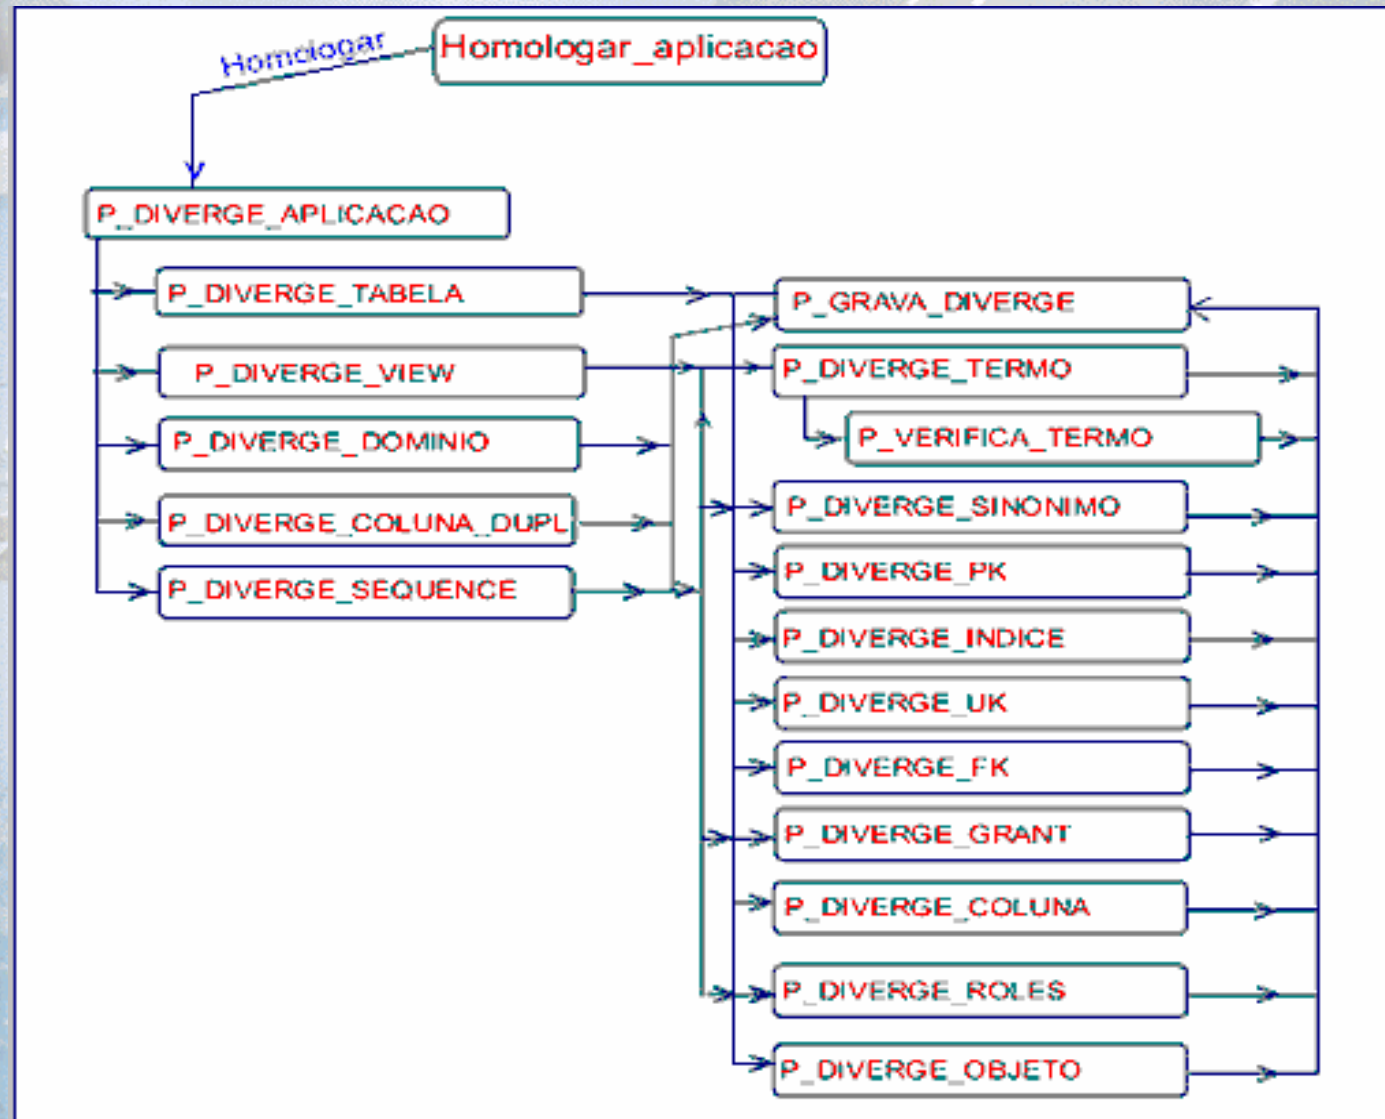 Homologar_aplicacao
Homologar
P_DIVERGE_APLICACAO
P_DIVERGE_TABELA
P_DIVERGE_VIEW
P_DIVERGE_DOMINIO
P_DIVERGE_COLUNA_DUPL
P_DIVERGE_SEQUENCE
P_GRAVA_DIVERGE
P_DIVERGE_TERMO
P_VERIFICA_TERMO
P_DIVERGE_SINONIMO
P_DIVERGE_PK
P_DIVERGE_INDICE
P_DIVERGE_UK
P_DIVERGE_FK
P_DIVERGE_GRANT
P_DIVERGE_COLUNA
P_DIVERGE_ROLES
P_DIVERGE_OBJETO